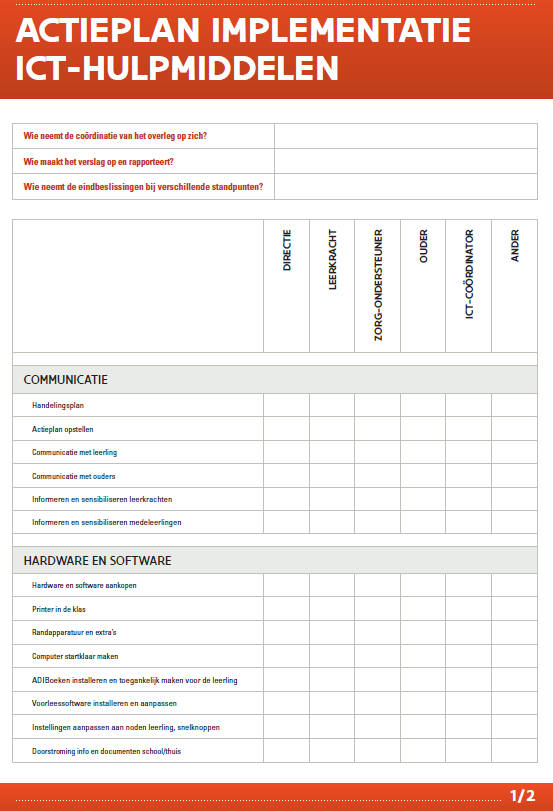 ACTIEPLAN IMPLEMENTATIE
ICT-HULPMIDDELEN
Wie neemt de coördinatie van het overleg op zich?
Wie maakt het verslag op en rapporteert?
Wie neemt de eindbeslissingen bij verschillende standpunten?
DIRECTIE
LEERKRACHT
ZORG-ONDERSTEUNER
OUDER
ICT-COÖRDINATOR
ANDER
COMMUNICATIE
Handelingsplan
Actieplan opstellen
Communicatie met leerling
Communicatie met ouders
Informeren en sensibiliseren leerkrachten
Informeren en sensibiliseren medeleerlingen
HARDWARE EN SOFTWARE
Hardware en software aankopen
Printer in de klas
Randapparatuur en extra's
Computer startklaar maken
ADIBoeken installeren en toegankelijk maken voor de leerling
Voorleessoftware installeren en aanpassen
Instellingen aanpassen aan noden leerling, snelknoppen
Doorstroming info en documenten school/thuis
1/2